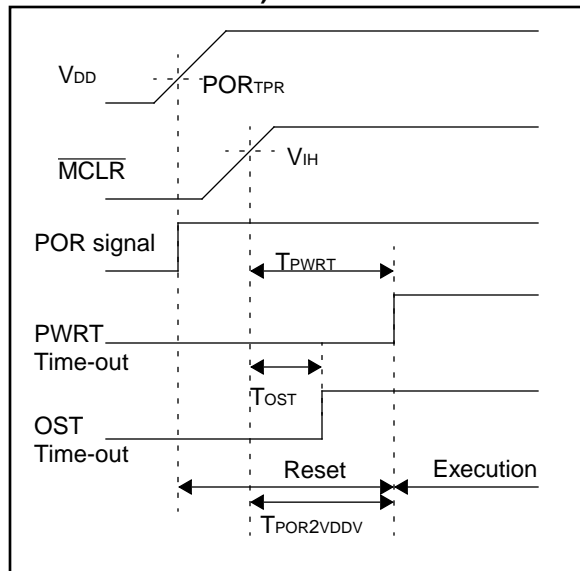 VDD
PORTPR
MCLR
VIH
POR signal
TPWRT
PWRT
Time-out
TOST
OST
Time-out
Reset
Execution
TPOR2VDDV